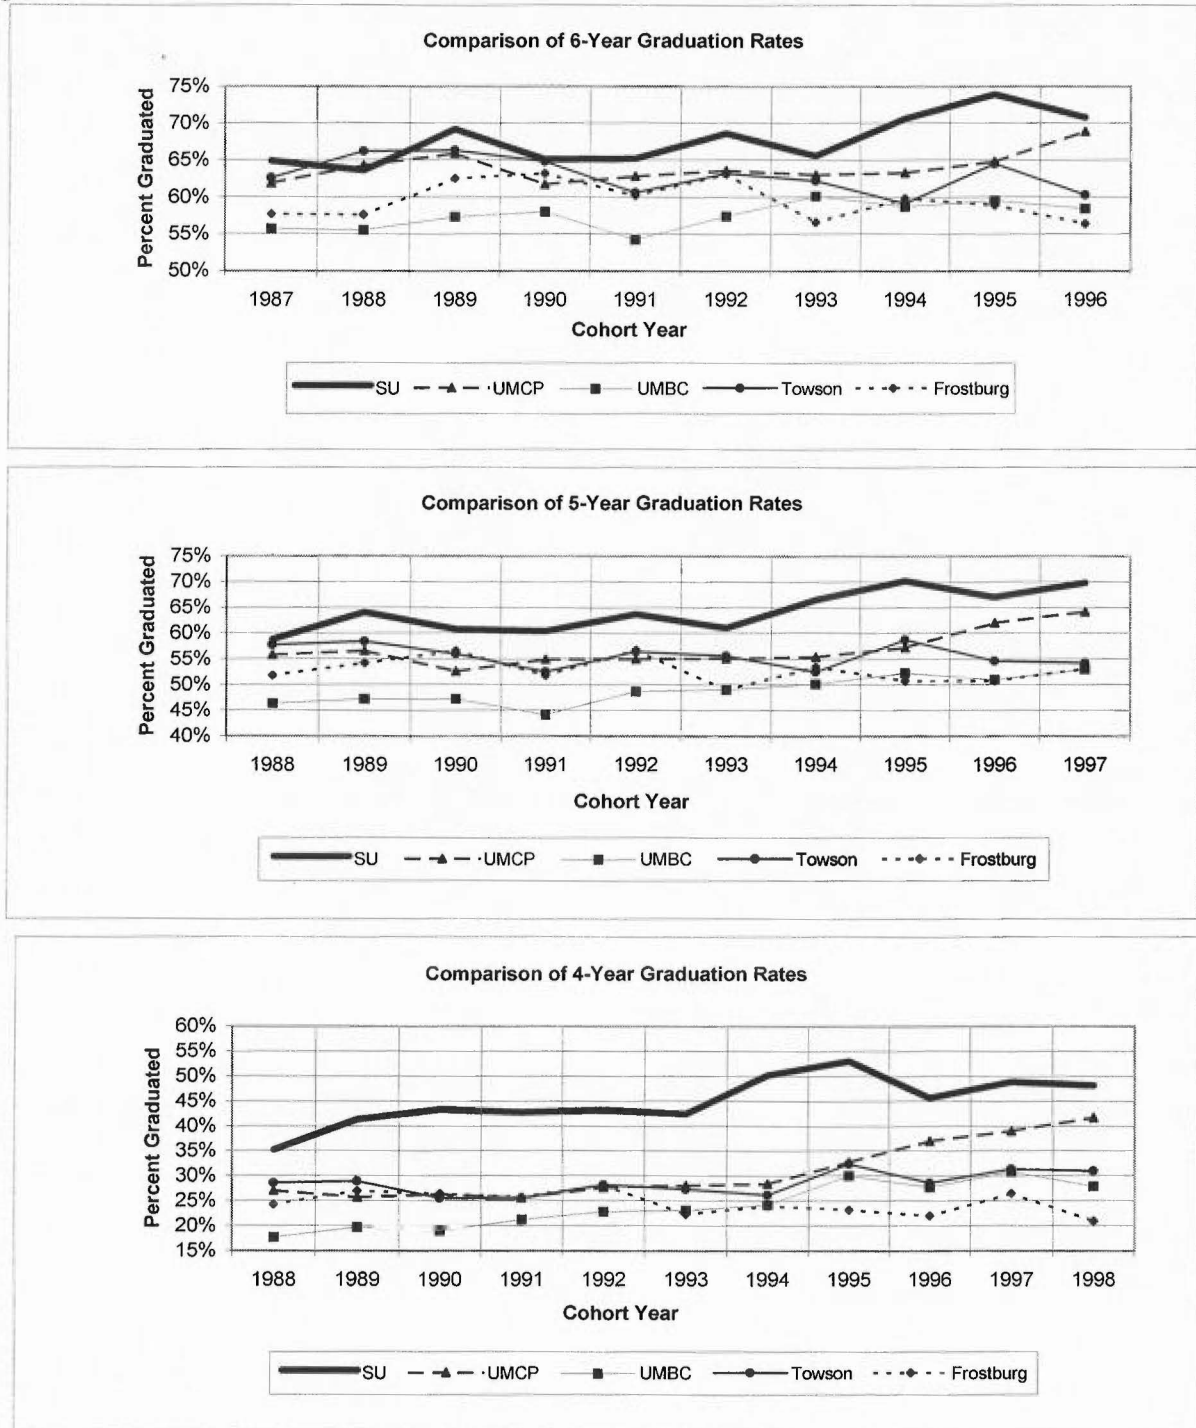 Comparison of 6-Year Graduation Rates
Percent Graduated
75%
70%
65%
60%
55%
50%
1987 1988 1989 1990 1991 1992 1993 1994 1995 1996
Cohort Year
SU UMCP UMBC Towson Frostburg
Comparison of 5-Year Graduation Rates
Percent Graduated
75%
70%
65%
60%
55%
50%
45%
40%
1988 1989 1990 1991 1992 1993 1994 1995 1996 1997
Cohort Year
SU UMCP UMBC Towson Frostburg
Comparison of 4-Year Graduation Rates
Percent Graduated
60%
55%
50%
45%
40%
35%
30%
25%
20%
15%
1988 1989 1990 1991 1992 1993 1994 1995 1996 1997 1998
Cohort Year
SU UMCP UMBC Towson Frostburg